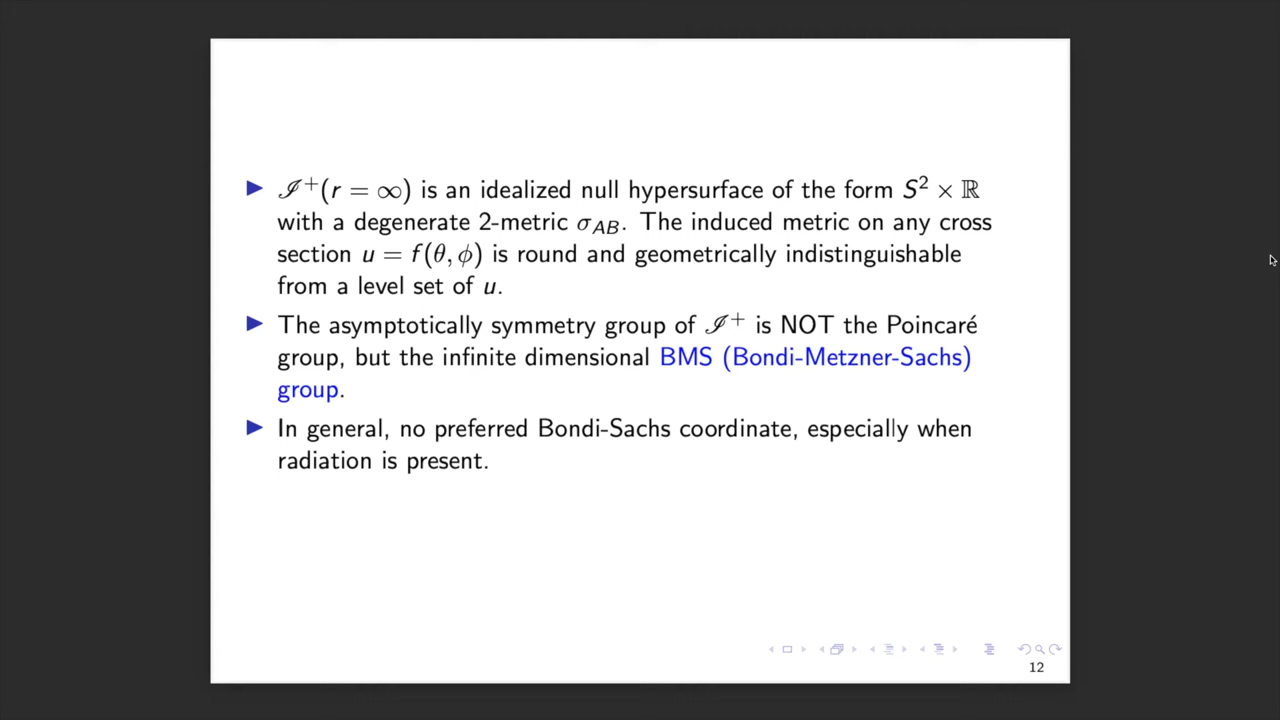 ℐ⁺(r = ∞) is an idealized null hypersurface of the form S² × ℝ
with a degenerate 2-metric σ_AB. The induced metric on any cross
section u = f(θ, ϕ) is round and geometrically indistinguishable
from a level set of u.
The asymptotically symmetry group of ℐ⁺ is NOT the Poincaré
group, but the infinite dimensional BMS (Bondi-Metzner-Sachs)
group.
In general, no preferred Bondi-Sachs coordinate, especially when
radiation is present.
12